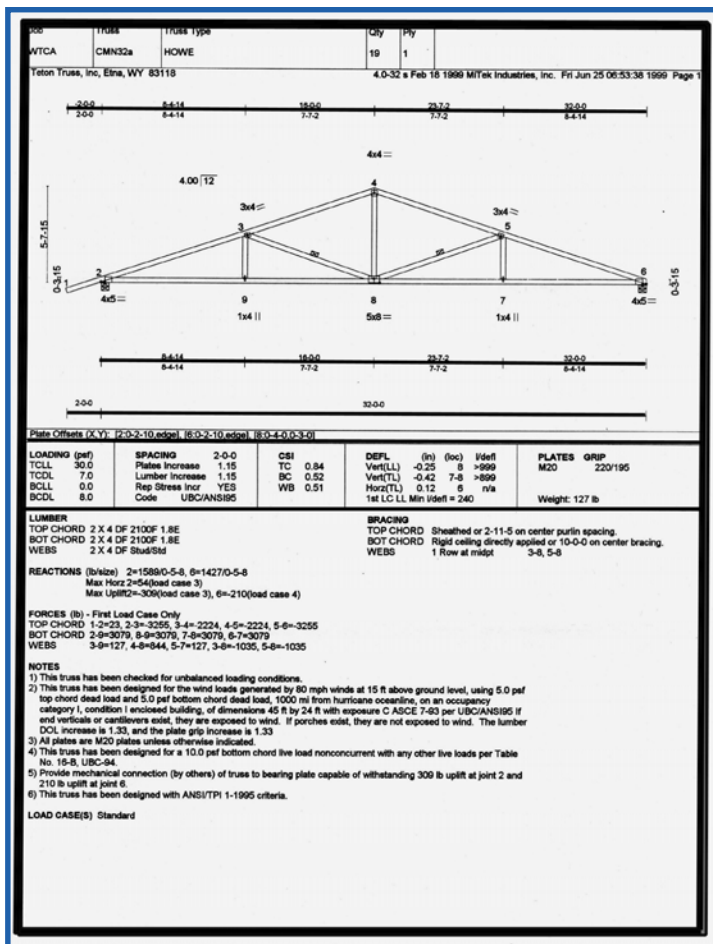 Job Truss Truss Type Qty Ply
WTCA CMN32a HOWE 19 1
Teton Truss, Inc, Etna, WY 83118 4.0-32 s Feb 18 1999 MiTek Industries, Inc. Fri Jun 25 06:53:38 1999 Page 1
-2-0-0 8-4-14 16-0-0 23-7-2 32-0-0
2-0-0 8-4-14 7-7-2 7-7-2 8-4-14
4x4 =
4
4.00 12
3x4 =
3
3x4 =
5
5-7-15
0-3-15
1
2
6
0-3-15
4x5 =
9
8
7
4x5 =
1x4 ||
5x8 =
1x4 ||
8-4-14 16-0-0 23-7-2 32-0-0
8-4-14 7-7-2 7-7-2 8-4-14
2-0-0 32-0-0
Plate Offsets (X,Y): [2:0-2-10,edge], [6:0-2-10,edge], [8:0-4-0,0-3-0]
LOADING (psf) SPACING 2-0-0 CSI DEFL (in) (loc) l/defl PLATES GRIP
TCLL 30.0 Plates Increase 1.15 TC 0.84 Vert(LL) -0.25 8 >999 M20 220/195
TCDL 7.0 Lumber Increase 1.15 BC 0.52 Vert(TL) -0.42 7-8 >899
BCLL 0.0 Rep Stress Incr YES WB 0.51 Horz(TL) 0.12 6 n/a
BCDL 8.0 Code UBC/ANSI95 1st LC LL Min l/defl = 240 Weight: 127 lb
LUMBER
TOP CHORD 2 X 4 DF 2100F 1.8E
BOT CHORD 2 X 4 DF 2100F 1.8E
WEBS 2 X 4 DF Stud/Std
BRACING
TOP CHORD Sheathed or 2-11-5 on center purlin spacing.
BOT CHORD Rigid ceiling directly applied or 10-0-0 on center bracing.
WEBS 1 Row at midpt 3-8, 5-8
REACTIONS (lb/size) 2=1589/0-5-8, 6=1427/0-5-8
Max Horz 2=54(load case 3)
Max Uplift2=-309(load case 3), 6=-210(load case 4)
FORCES (lb) - First Load Case Only
TOP CHORD 1-2=23, 2-3=-3255, 3-4=-2224, 4-5=-2224, 5-6=-3255
BOT CHORD 2-9=3079, 8-9=3079, 7-8=3079, 6-7=3079
WEBS 3-9=127, 4-8=844, 5-7=127, 3-8=-1035, 5-8=-1035
NOTES
1) This truss has been checked for unbalanced loading conditions.
2) This truss has been designed for the wind loads generated by 80 mph winds at 15 ft above ground level, using 5.0 psf
top chord dead load and 5.0 psf bottom chord dead load, 1000 mi from hurricane oceanline, on an occupancy
category I, condition I enclosed building, of dimensions 45 ft by 24 ft with exposure C ASCE 7-93 per UBC/ANSI95 If
end verticals or cantilevers exist, they are exposed to wind. If porches exist, they are not exposed to wind. The lumber
DOL increase is 1.33, and the plate grip increase is 1.33
3) All plates are M20 plates unless otherwise indicated.
4) This truss has been designed for a 10.0 psf bottom chord live load nonconcurrent with any other live loads per Table
No. 16-B, UBC-94.
5) Provide mechanical connection (by others) of truss to bearing plate capable of withstanding 309 lb uplift at joint 2 and
210 lb uplift at joint 6.
6) This truss has been designed with ANSI/TPI 1-1995 criteria.
LOAD CASE(S) Standard